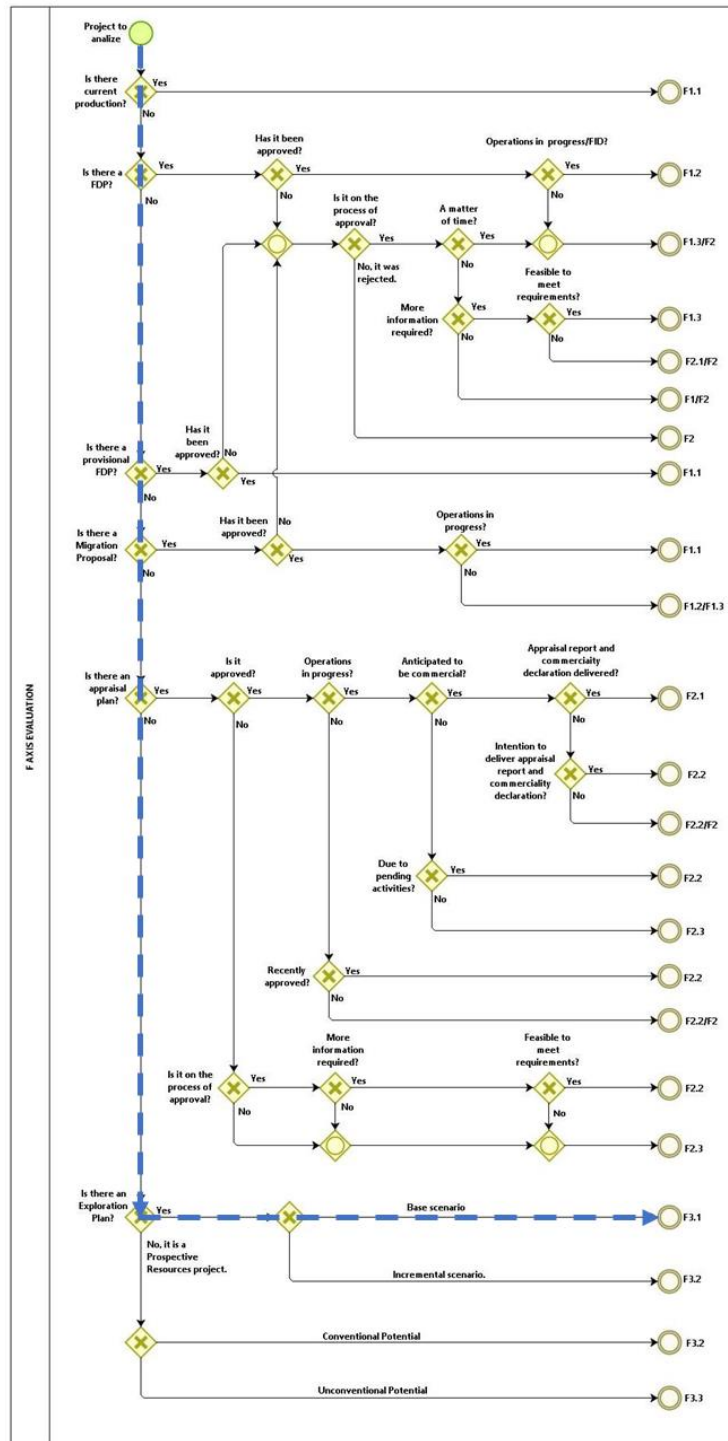 Project to
analize
Is there
current
production?
Yes
No
F1.1
Is there a
FDP?
Yes
No
Has it been
approved?
Yes
No
Operations in progress/FID?
Yes
No
F1.2
Is it on the
process of
approval?
Yes
No, it was
rejected.
A matter
of time?
Yes
No
F1.3/F2
More
information
required?
Yes
No
Feasible to
meet
requirements?
Yes
No
F1.3
F2.1/F2
F1/F2
F2
Is there a
provisional
FDP?
Yes
No
Has it
been
approved?
No
Yes
F1.1
Is there a
Migration
Proposal?
Yes
No
Has it been
approved?
No
Yes
Operations in
progress?
Yes
No
F1.1
F1.2/F1.3
F AXIS EVALUATION
Is there an
appraisal
plan?
Yes
No
Is it
approved?
Yes
No
Operations
in progress?
Yes
No
Anticipated to
be commercial?
Yes
No
Appraisal report and
commerciaity
declaration delivered?
Yes
No
F2.1
Intention to
deliver appraisal
report and
commerciality
declaration?
Yes
No
F2.2
F2.2/F2
Due to
pending
activities?
Yes
No
F2.2
F2.3
Recently
approved?
Yes
No
F2.2
F2.2/F2
Is it on the
process of
approval?
Yes
No
More
information
required?
Yes
No
Feasible to
meet
requirements?
Yes
No
F2.2
F2.3
Is there an
Exploration
Plan?
Yes
No, it is a
Prospective
Resources project.
Base scenario
F3.1
Incremental scenario.
F3.2
Conventional Potential
F3.2
Unconventional Potential
F3.3